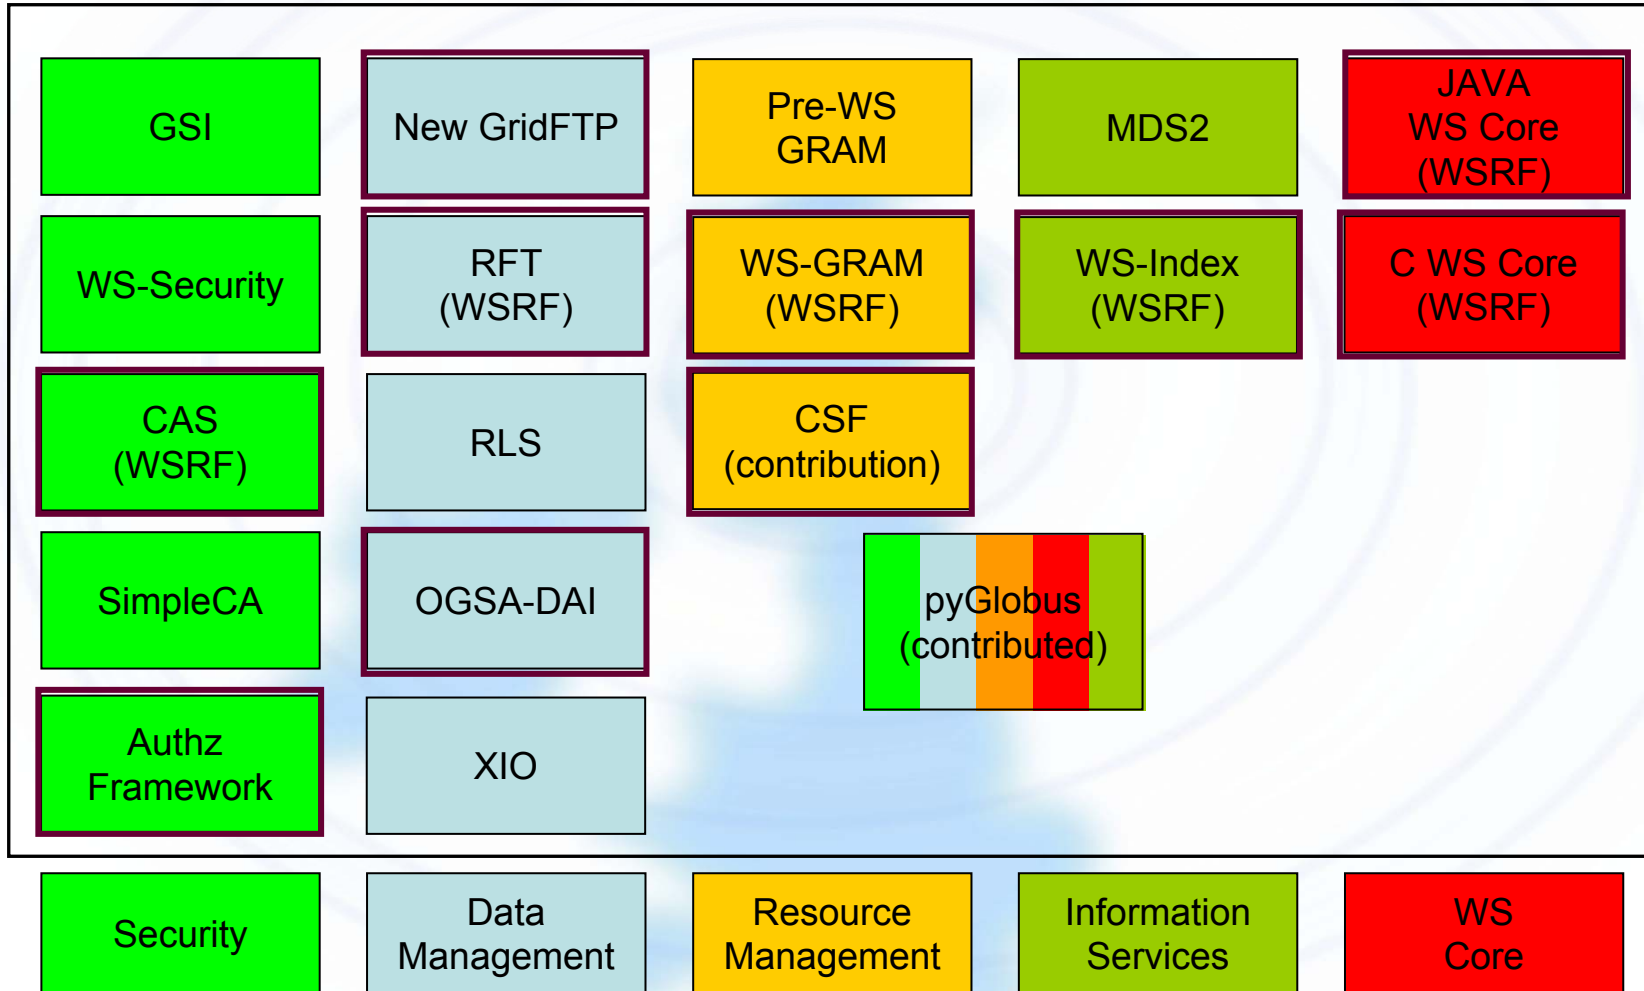 GSI
New GridFTP
Pre-WS
GRAM
MDS2
JAVA
WS Core
(WSRF)
WS-Security
RFT
(WSRF)
WS-GRAM
(WSRF)
WS-Index
(WSRF)
C WS Core
(WSRF)
CAS
(WSRF)
RLS
CSF
(contribution)
SimpleCA
OGSA-DAI
pyGlobus
(contributed)
Authz
Framework
XIO
Security
Data
Management
Resource
Management
Information
Services
WS
Core